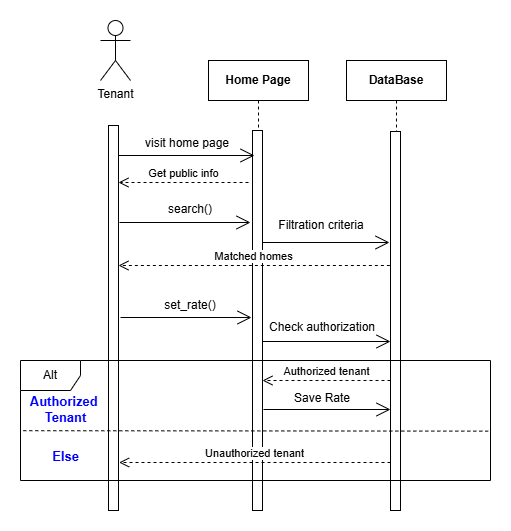 Tenant
Home Page
DataBase
visit home page
Get public info
search()
Filtration criteria
Matched homes
set_rate()
Check authorization
Alt
Authorized tenant
Authorized
Tenant
Save Rate
Else
Unauthorized tenant